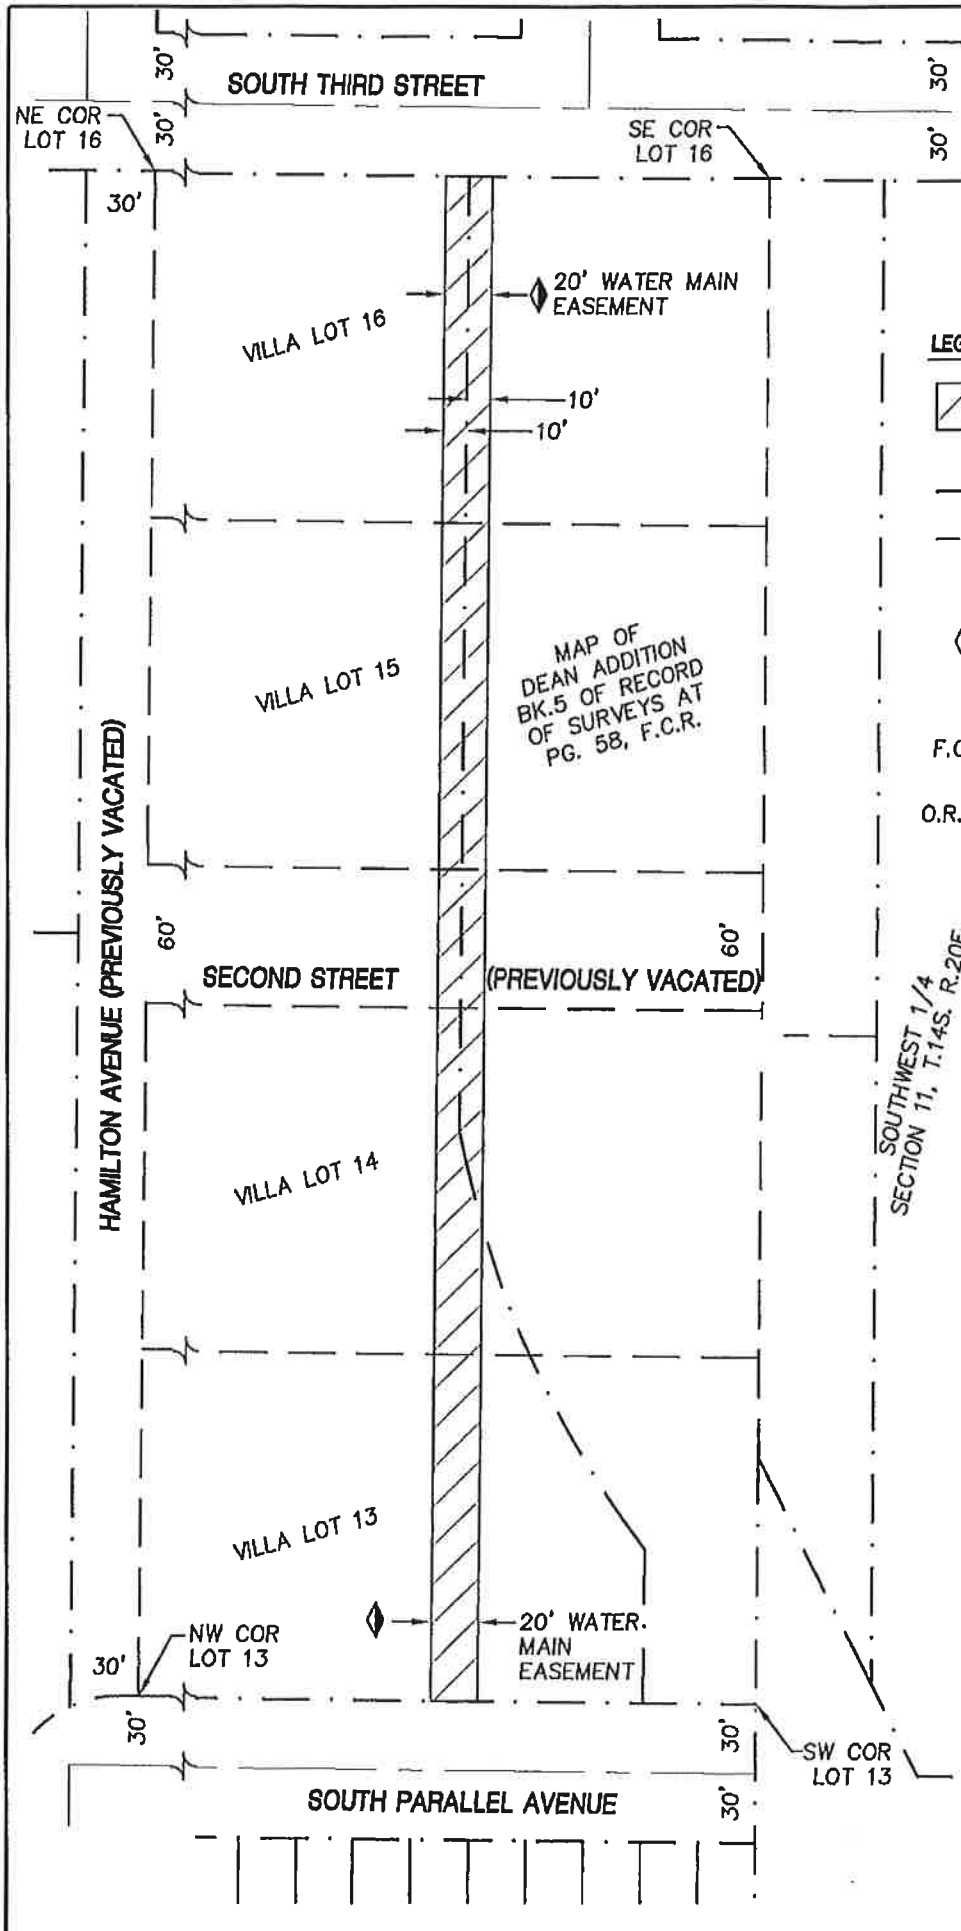 30'
SOUTH THIRD STREET
30'
NE COR
LOT 16
30'
SE COR
LOT 16
30'
30'
20' WATER MAIN
EASEMENT
VILLA LOT 16
10'
10'
MAP OF
DEAN ADDITION
BK.5 OF RECORD
OF SURVEYS AT
PG. 58, F.C.R.
VILLA LOT 15
HAMILTON AVENUE (PREVIOUSLY VACATED)
O.R.
60'
60'
SECOND STREET (PREVIOUSLY VACATED)
SOUTHWEST 1/4
SECTION 11, T.14S. R.20E
VILLA LOT 14
VILLA LOT 13
20' WATER
MAIN
EASEMENT
NW COR
LOT 13
30'
30'
30'
SW COR
LOT 13
SOUTH PARALLEL AVENUE
30'